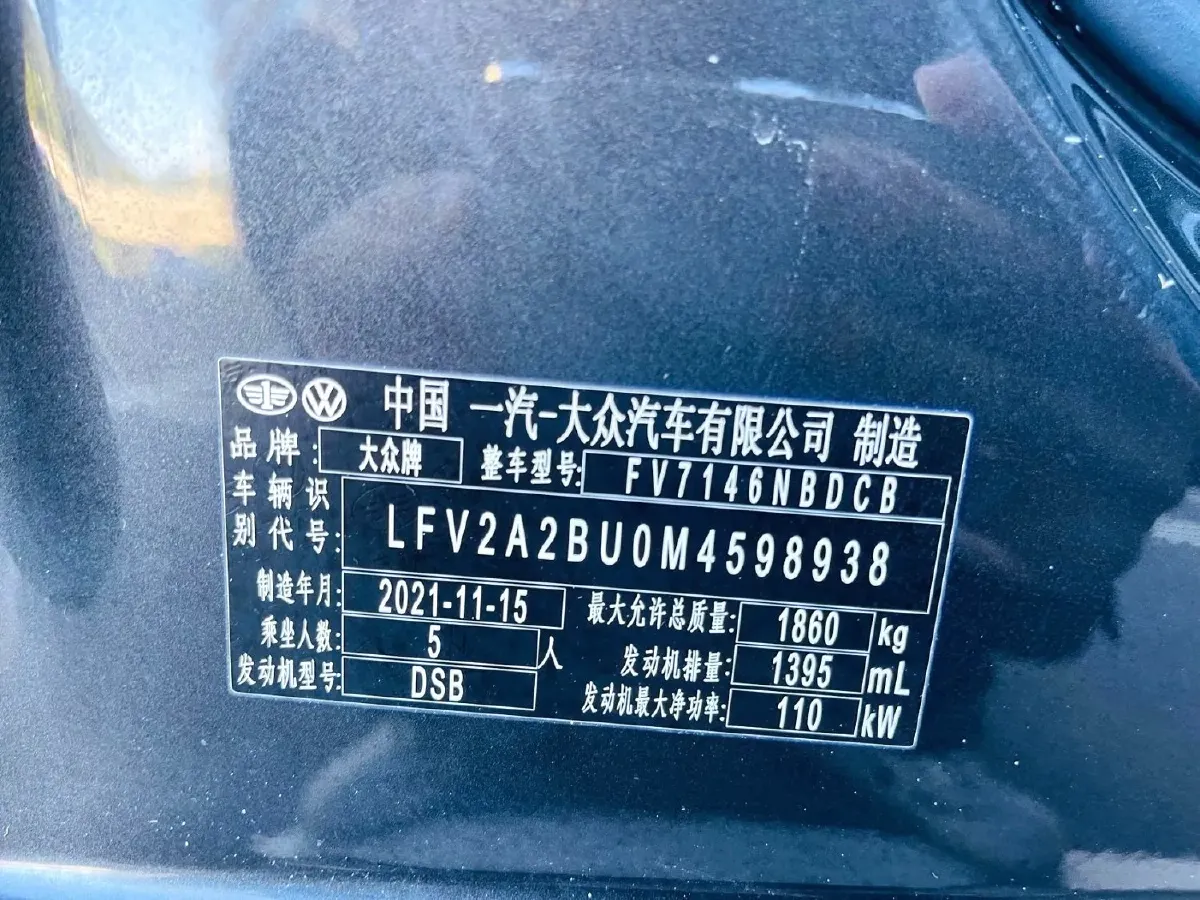 中国 一汽-大众汽车有限公司 制造
品牌: 大众牌 整车型号: FV7146NBDCB
车辆识别代号: LFV2A2BU0M4598938
制造年月: 2021-11-15 最大允许总质量: 1860 kg
乘坐人数: 5 人 发动机排量: 1395 mL
发动机型号: DSB 发动机最大净功率: 110 kW